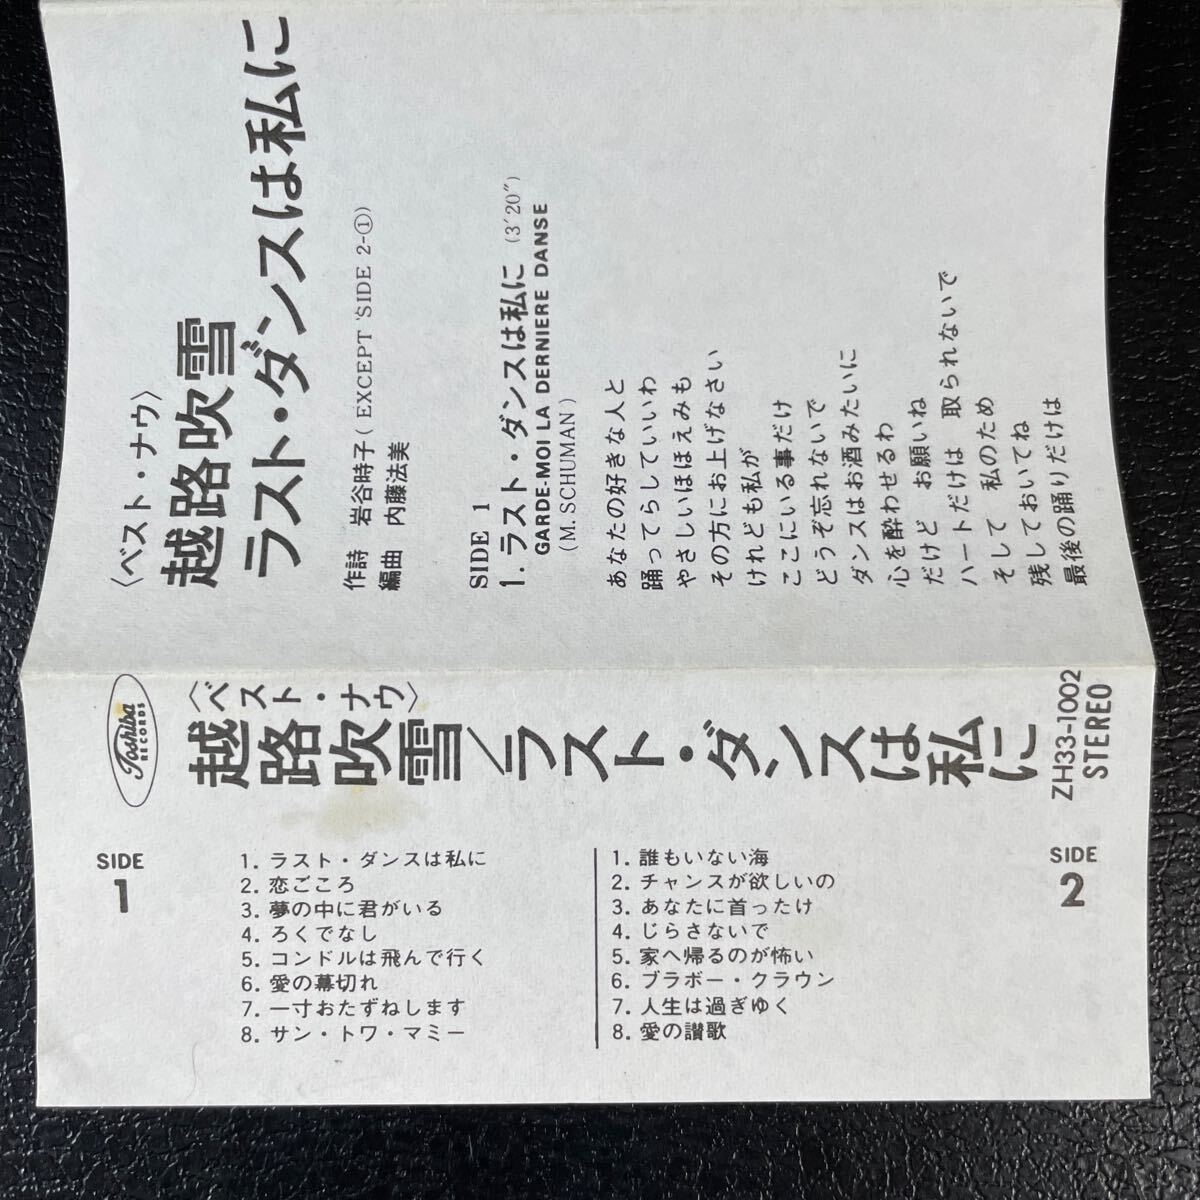 〈ベスト・ナウ〉
越路吹雪
ラスト・ダンスは私に
作詩 岩谷時子(EXCEPT SIDE 2-①)
編曲 内藤法美
SIDE 1
1. ラスト・ダンスは私に (3′20″)
GARDE-MOI LA DERNIERE DANSE
(M. SCHUMAN)
あなたの好きな人と
踊ってらしていいわ
やさしいほほえみも
その方にお上げなさい
けれども私が
ここにいる事だけ
どうぞ忘れないで
ダンスはお酒みたいに
心を酔わせるわ
だけど お願いね
ハートだけは 取られないで
そして 私のため
残しておいてね
最後の踊りだけは
Toshiba
RECORDS
〈ベスト・ナウ〉
越路吹雪/ラスト・ダンスは私に
ZH33-1002
STEREO
SIDE
1
1. ラスト・ダンスは私に
2. 恋ごころ
3. 夢の中に君がいる
4. ろくでなし
5. コンドルは飛んで行く
6. 愛の幕切れ
7. 一寸おたずねします
8. サン・トワ・マミー
1. 誰もいない海
2. チャンスが欲しいの
3. あなたに首ったけ
4. じらさないで
5. 家へ帰るのが怖い
6. ブラボー・クラウン
7. 人生は過ぎゆく
8. 愛の讃歌
SIDE
2